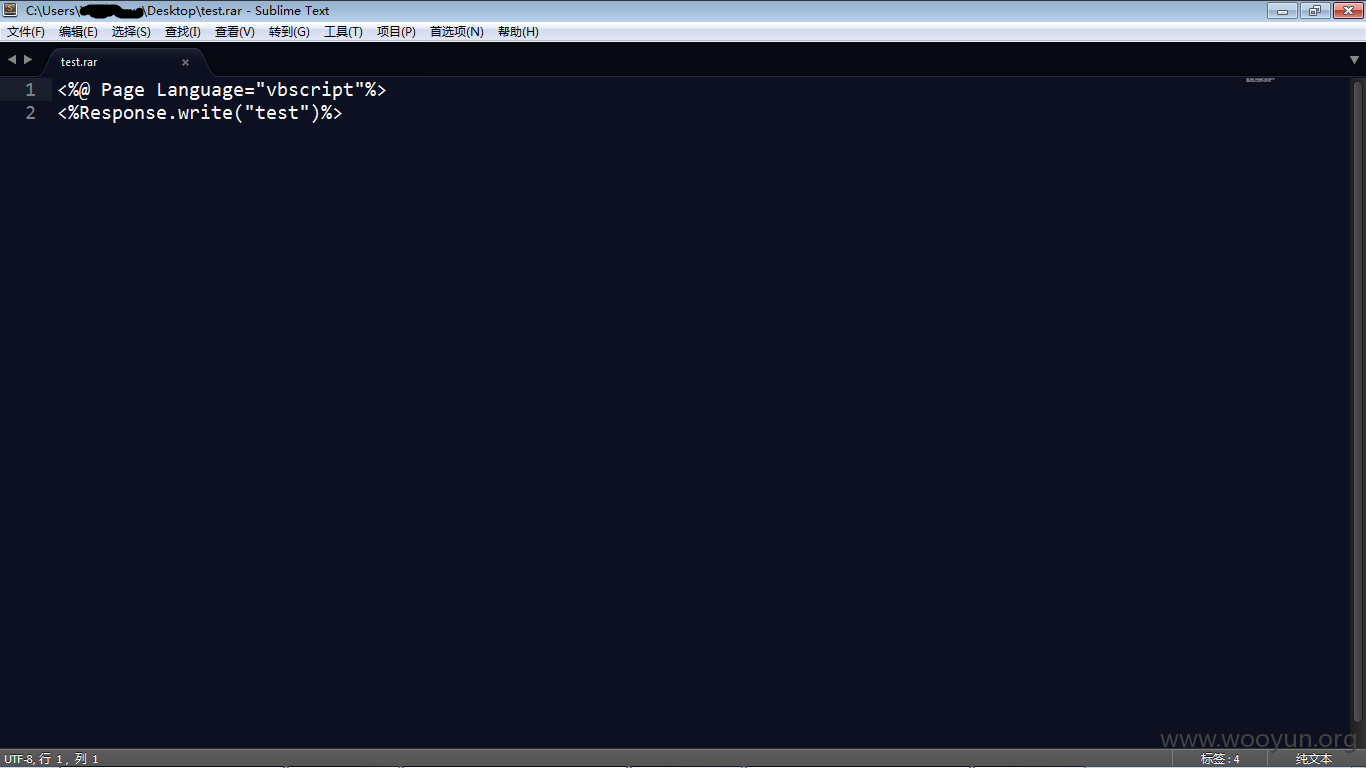 C:\Users\ \Desktop\test.rar - Sublime Text
文件(F) 编辑(E) 选择(S) 查找(I) 查看(V) 转到(G) 工具(T) 项目(P) 首选项(N) 帮助(H)
test.rar
1 <%@ Page Language="vbscript"%>
2 <%Response.write("test")%>
www.wooyun.org
UTF-8, 行 1 , 列 1 标签 : 4 纯文本